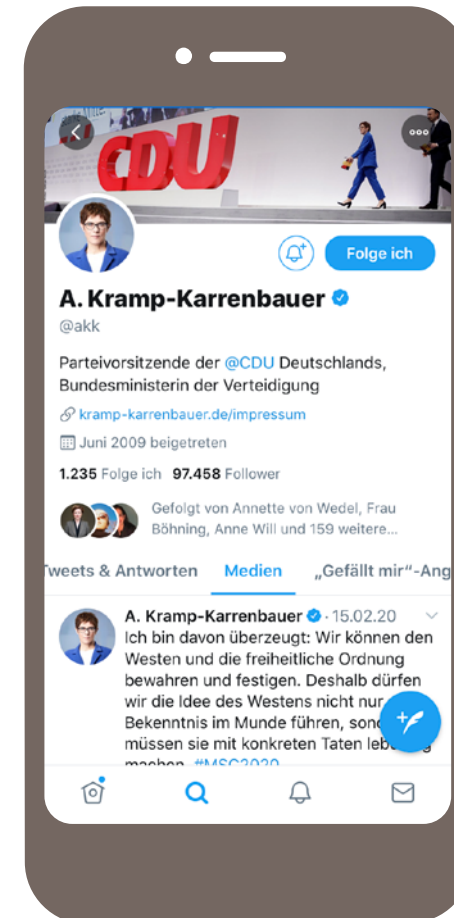 CDU
Folge ich
A. Kramp-Karrenbauer
@akk
Parteivorsitzende der @CDU Deutschlands,
Bundesministerin der Verteidigung
kramp-karrenbauer.de/impressum
Juni 2009 beigetreten
1.235 Folge ich 97.458 Follower
Gefolgt von Annette von Wedel, Frau
Böhning, Anne Will und 159 weitere...
Tweets & Antworten Medien „Gefällt mir“-Ang
A. Kramp-Karrenbauer · 15.02.20
Ich bin davon überzeugt: Wir können den
Westen und die freiheitliche Ordnung
bewahren und festigen. Deshalb dürfen
wir die Idee des Westens nicht nur
Bekenntnis im Munde führen, son
müssen sie mit konkreten Taten leb g
machen. #MSC2020